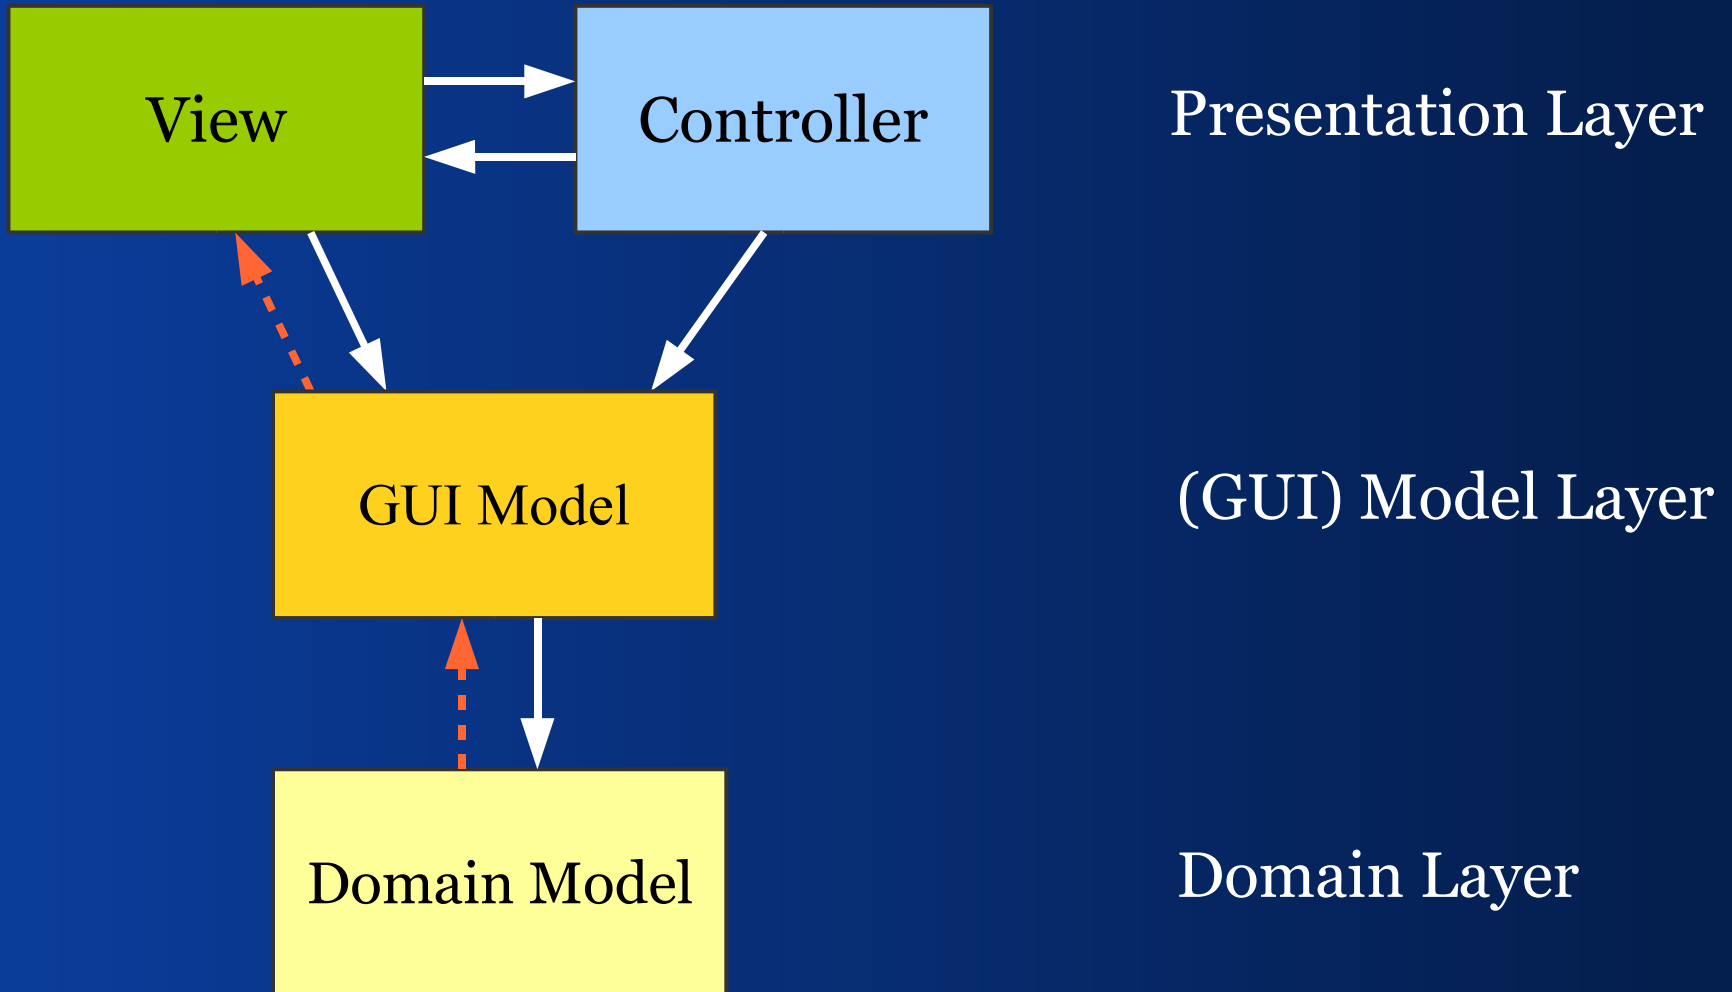 View
Controller
Presentation Layer
GUI Model
(GUI) Model Layer
Domain Model
Domain Layer